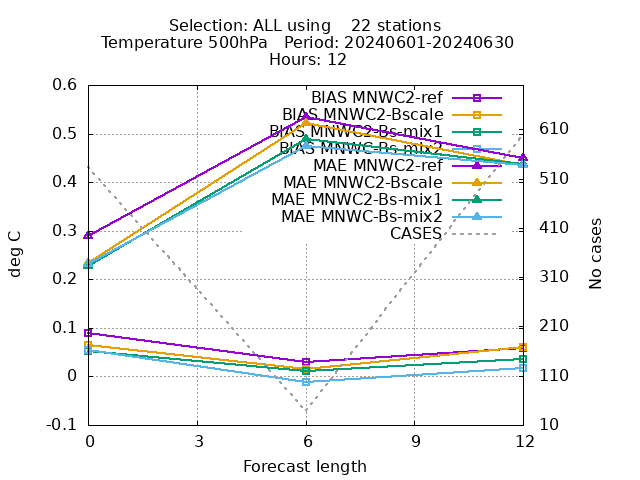 Selection: ALL using    22 stations
Temperature 500hPa   Period: 20240601-20240630
Hours: 12
0.6
0.5
0.4
0.3
0.2
0.1
0
-0.1
deg C
BIAS MNWC2-ref
BIAS MNWC2-Bscale
BIAS MNWC2-Bs-mix1
BIAS MNWC-Bs-mix2
MAE MNWC2-ref
MAE MNWC2-Bscale
MAE MNWC2-Bs-mix1
MAE MNWC-Bs-mix2
CASES
610
510
410
310
210
110
10
No cases
0 3 6 9 12
Forecast length